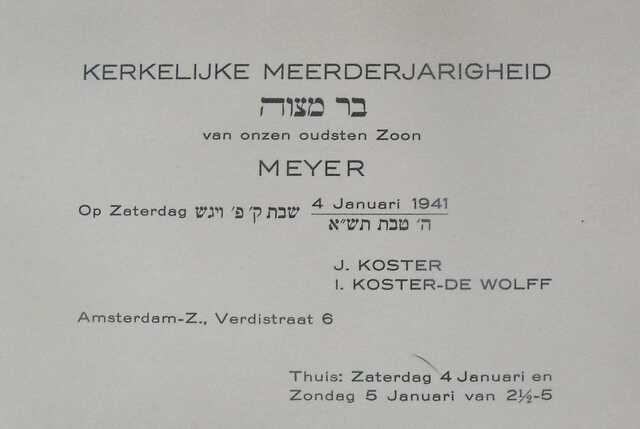 KERKELIJKE MEERDERJARIGHEID
בר מצוה
van onzen oudsten Zoon
MEYER
Op Zaterdag שבת ק׳ פ׳ ויגש 4 Januari 1941
ה׳ טבת תש״א
J. KOSTER
I. KOSTER-DE WOLFF
Amsterdam-Z., Verdistraat 6
Thuis: Zaterdag 4 Januari en
Zondag 5 Januari van 2½-5